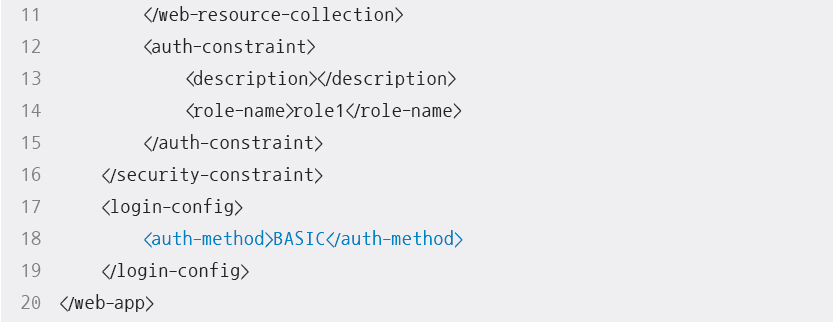 11 </web-resource-collection>
12 <auth-constraint>
13 <description></description>
14 <role-name>role1</role-name>
15 </auth-constraint>
16 </security-constraint>
17 <login-config>
18 <auth-method>BASIC</auth-method>
19 </login-config>
20 </web-app>